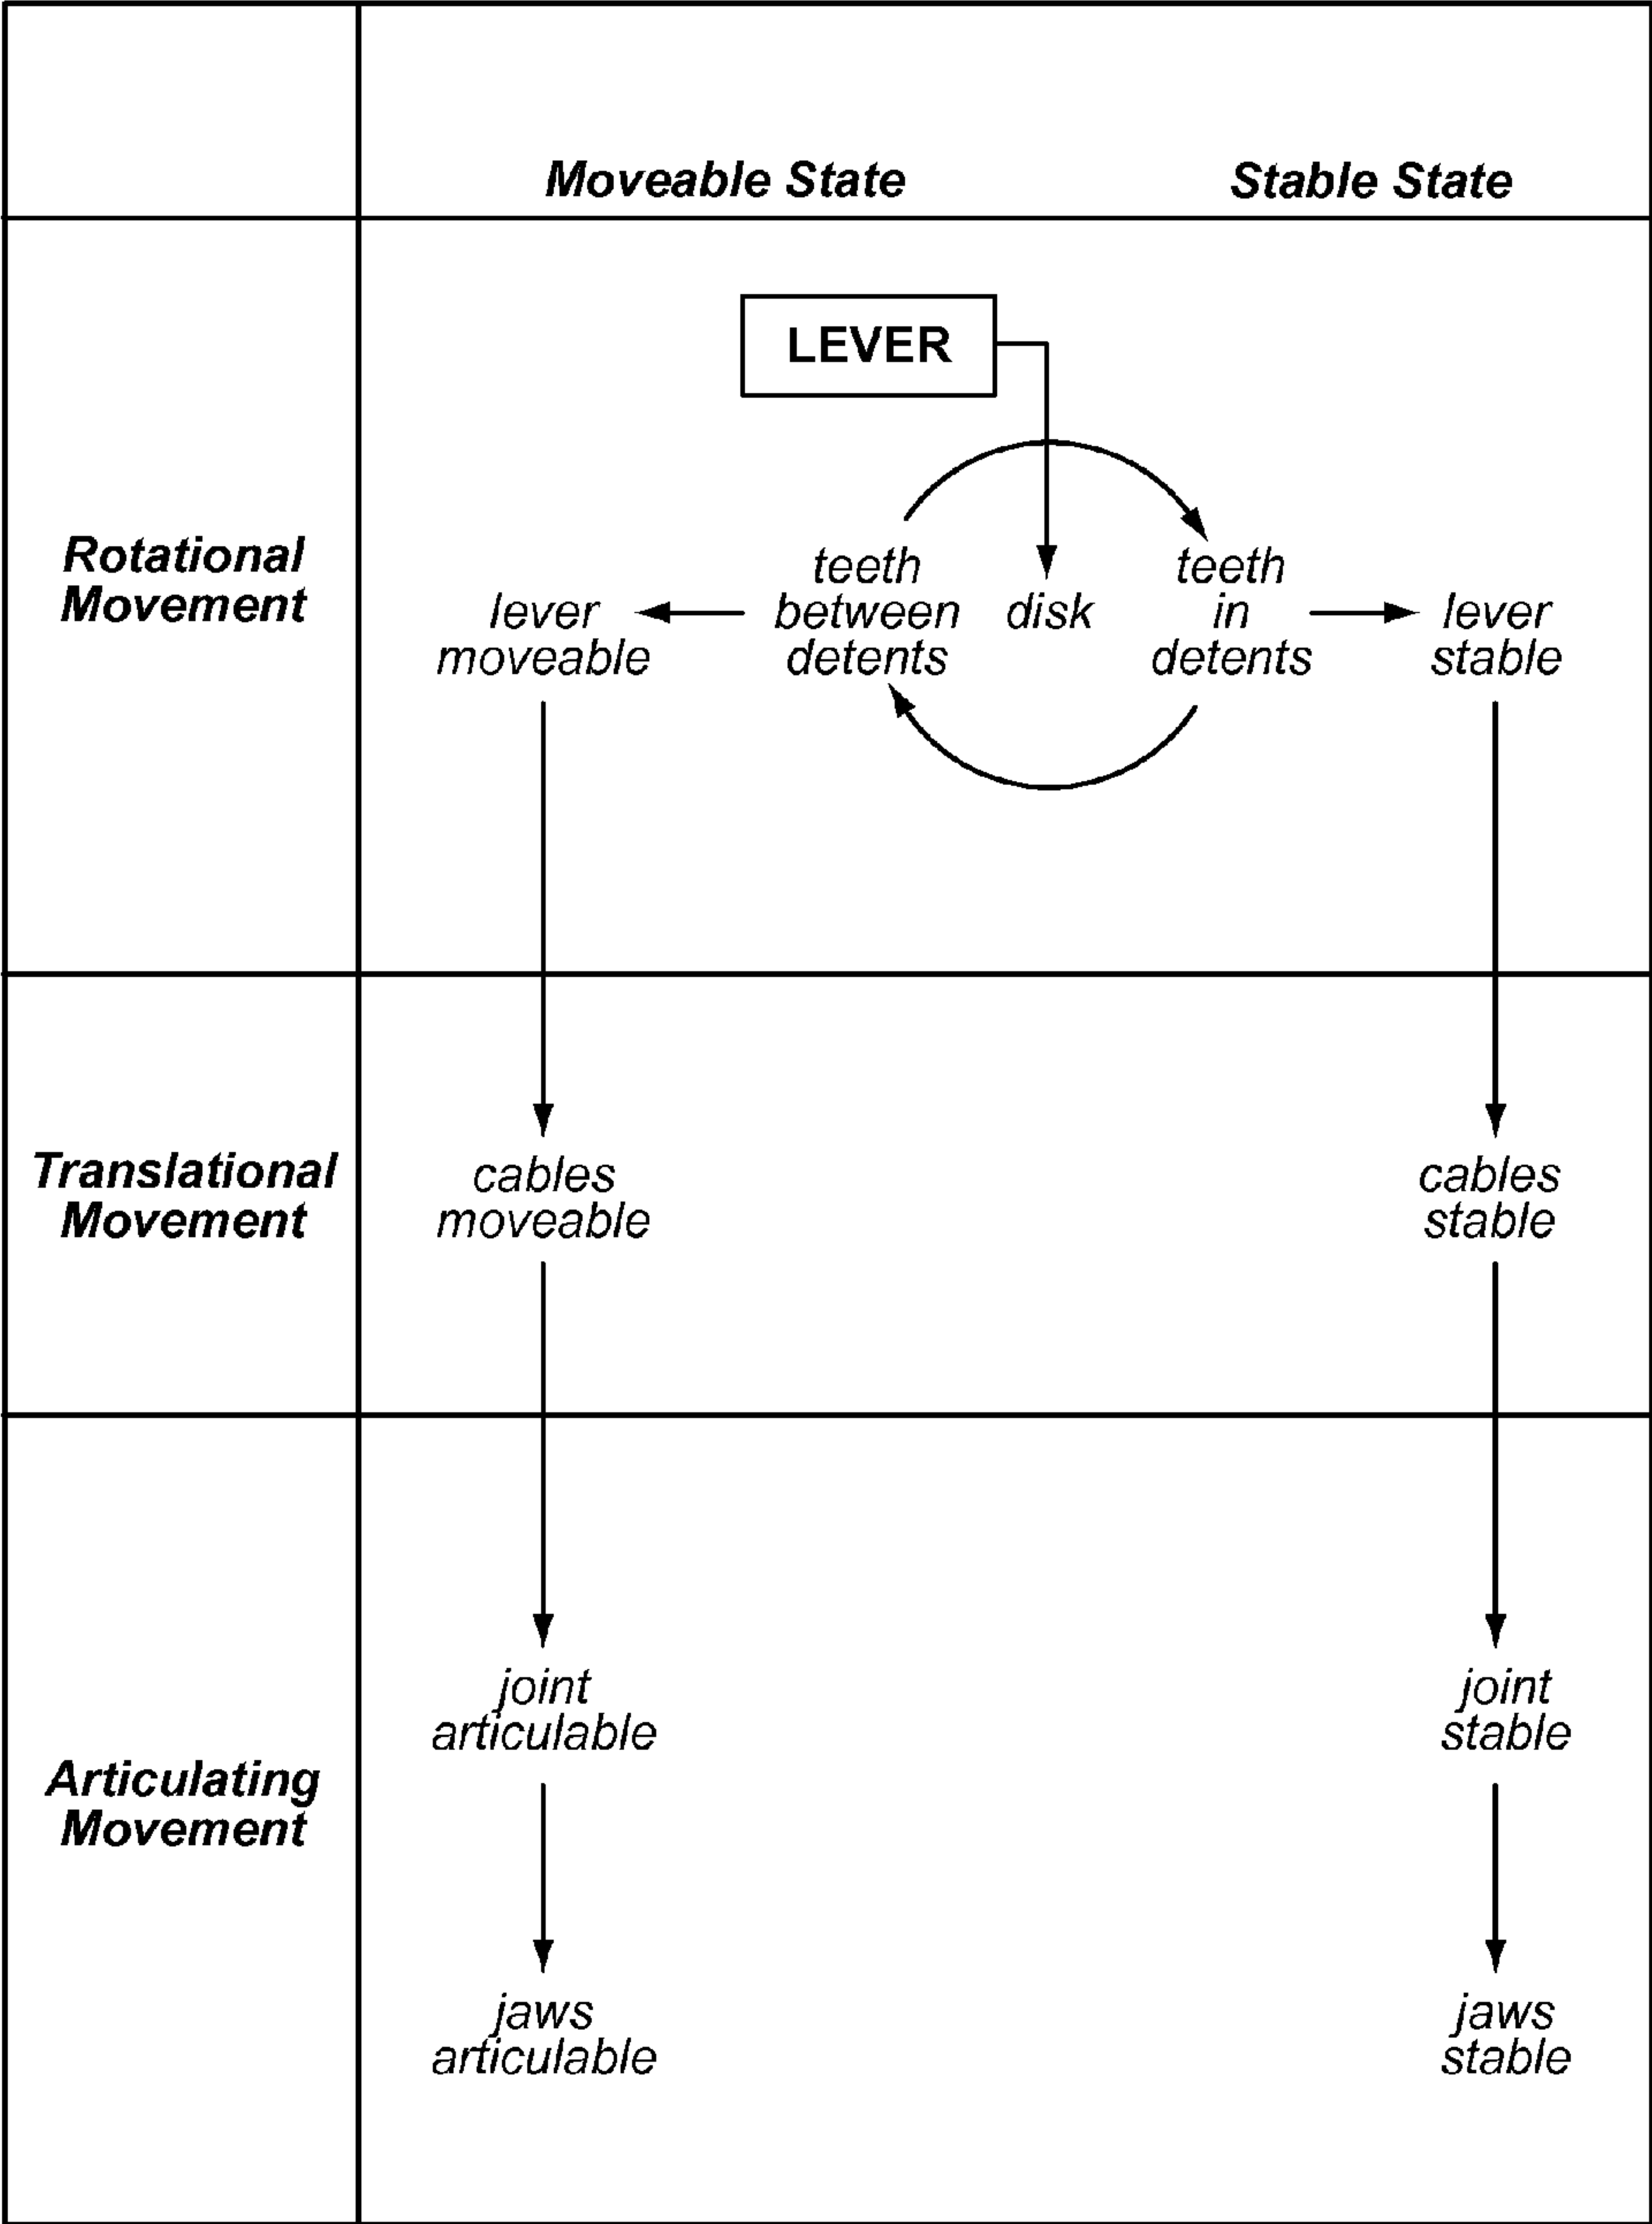 Moveable State
Stable State
LEVER
Rotational
Movement
lever
moveable
teeth
between
detents
disk
teeth
in
detents
lever
stable
Translational
Movement
cables
moveable
cables
stable
Articulating
Movement
joint
articulable
joint
stable
jaws
articulable
jaws
stable